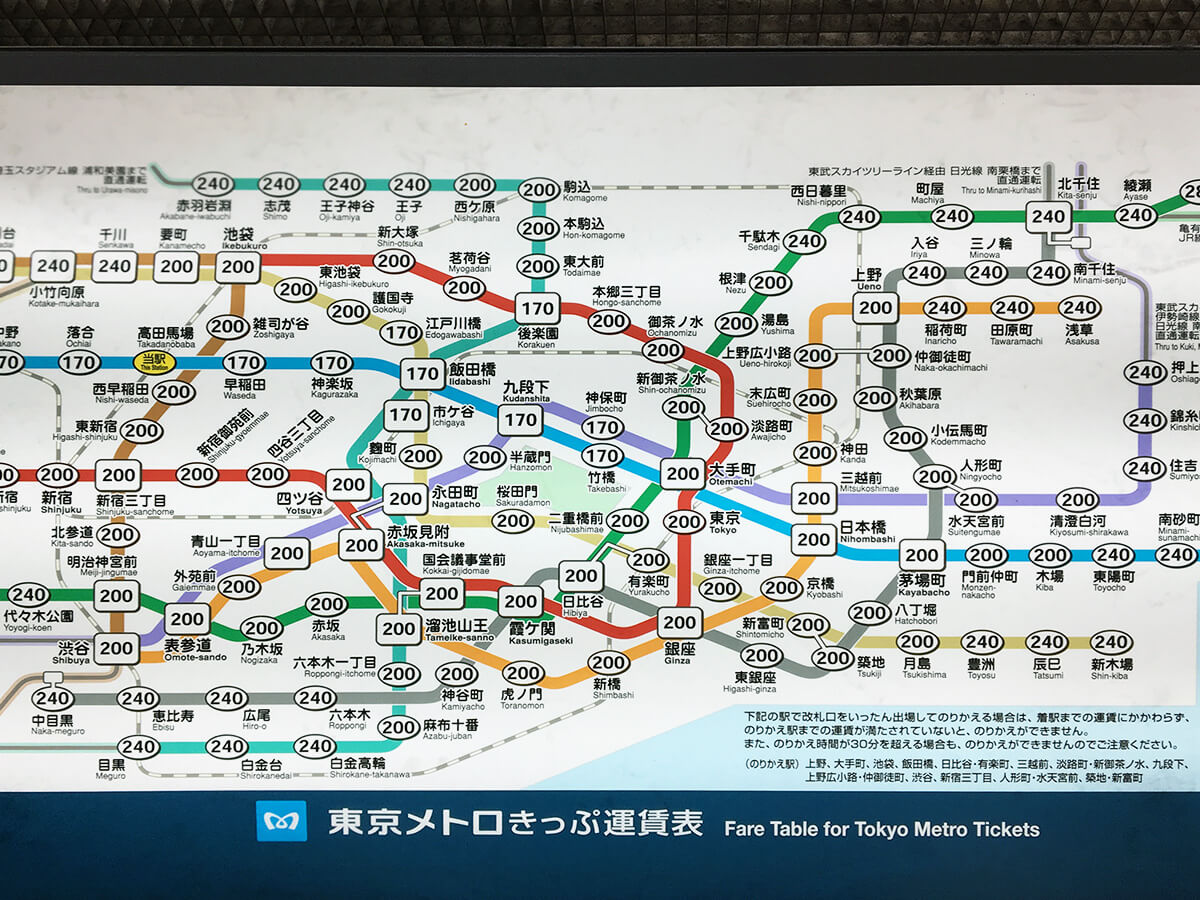 埼玉スタジアム線 浦和美園まで
直通運転
Thru to Urawa-misono
240
240
240
240
200
200
駒込
Komagome
赤羽岩淵
Akabane-iwabuchi
志茂
Shimo
王子神谷
Oji-kamiya
王子
Oji
西ケ原
Nishigahara
200
本駒込
Hon-komagome
200
東大前
Todaimae
東武スカイツリーライン経由 日光線 南栗橋まで
直通運転
Thru to Minami-kurihashi
西日暮里
Nishi-nippori
240
町屋
Machiya
240
北千住
Kita-senju
240
綾瀬
Ayase
240
千駄木
Sendagi
240
根津
Nezu
200
湯島
Yushima
200
入谷
Iriya
240
三ノ輪
Minowa
240
240
南千住
Minami-senju
上野
Ueno
200
240
稲荷町
Inaricho
240
田原町
Tawaramachi
240
浅草
Asakusa
240
小竹向原
Kotake-mukaihara
千川
Senkawa
240
要町
Kanamecho
200
池袋
Ikebukuro
200
新大塚
Shin-otsuka
200
茗荷谷
Myogadani
200
170
後楽園
Korakuen
本郷三丁目
Hongo-sanchome
200
御茶ノ水
Ochanomizu
200
東池袋
Higashi-ikebukuro
200
護国寺
Gokokuji
200
江戸川橋
Edogawabashi
170
落合
Ochiai
170
高田馬場
Takadanobaba
当駅
This Station
200
雑司が谷
Zoshigaya
170
早稲田
Waseda
170
神楽坂
Kagurazaka
170
飯田橋
Iidabashi
九段下
Kudanshita
170
神保町
Jimbocho
170
170
竹橋
Takebashi
新御茶ノ水
Shin-ochanomizu
200
200
淡路町
Awajicho
上野広小路
Ueno-hirokoji
200
200
仲御徒町
Naka-okachimachi
末広町
Suehirocho
200
200
秋葉原
Akihabara
神田
Kanda
200
200
小伝馬町
Kodemmacho
200
人形町
Ningyocho
三越前
Mitsukoshimae
200
200
水天宮前
Suitengumae
200
清澄白河
Kiyosumi-shirakawa
240
押上
240
240
住吉
西早稲田
Nishi-waseda
200
東新宿
Higashi-shinjuku
200
新宿
Shinjuku
200
200
新宿三丁目
Shinjuku-sanchome
200
新宿御苑前
Shinjuku-gyoemmae
200
四谷三丁目
Yotsuya-sanchome
200
四ツ谷
Yotsuya
170
市ケ谷
Ichigaya
麴町
Kojimachi
200
200
半蔵門
Hanzomon
200
永田町
Nagatacho
桜田門
Sakuradamon
200
二重橋前
Nijubashimae
200
200
大手町
Otemachi
200
東京
Tokyo
200
日本橋
Nihombashi
200
茅場町
Kayabacho
200
門前仲町
Monzen-
nakacho
200
木場
Kiba
240
東陽町
Toyocho
240
南砂町
北参道
Kita-sando
200
明治神宮前
Meiji-jingumae
200
240
代々木公園
Yoyogi-koen
青山一丁目
Aoyama-itchome
200
外苑前
Gaiemmae
200
200
表参道
Omote-sando
渋谷
Shibuya
200
200
乃木坂
Nogizaka
200
赤坂
Akasaka
200
赤坂見附
Akasaka-mitsuke
国会議事堂前
Kokkai-gijidomae
200
200
溜池山王
Tameike-sanno
200
霞ケ関
Kasumigaseki
200
日比谷
Hibiya
200
有楽町
Yurakucho
銀座一丁目
Ginza-itchome
200
200
京橋
Kyobashi
200
銀座
Ginza
新富町
Shintomicho
200
200
八丁堀
Hatchobori
200
東銀座
Higashi-ginza
200
築地
Tsukiji
200
月島
Tsukishima
240
豊洲
Toyosu
240
辰巳
Tatsumi
240
新木場
Shin-kiba
六本木一丁目
Roppongi-itchome
200
200
神谷町
Kamiyacho
200
虎ノ門
Toranomon
200
新橋
Shimbashi
240
中目黒
Naka-meguro
240
恵比寿
Ebisu
240
広尾
Hiro-o
240
六本木
Roppongi
200
麻布十番
Azabu-juban
240
目黒
Meguro
240
白金台
Shirokanedai
240
白金高輪
Shirokane-takanawa
下記の駅で改札口をいったん出場してのりかえる場合は、着駅までの運賃にかかわらず、
のりかえ駅までの運賃が満たされていないと、のりかえができません。
また、のりかえ時間が30分を超える場合も、のりかえができませんのでご注意ください。
(のりかえ駅)上野、大手町、池袋、飯田橋、日比谷・有楽町、三越前、淡路町・新御茶ノ水、九段下、
上野広小路・仲御徒町、渋谷、新宿三丁目、人形町・水天宮前、築地・新富町
東京メトロきっぷ運賃表 Fare Table for Tokyo Metro Tickets